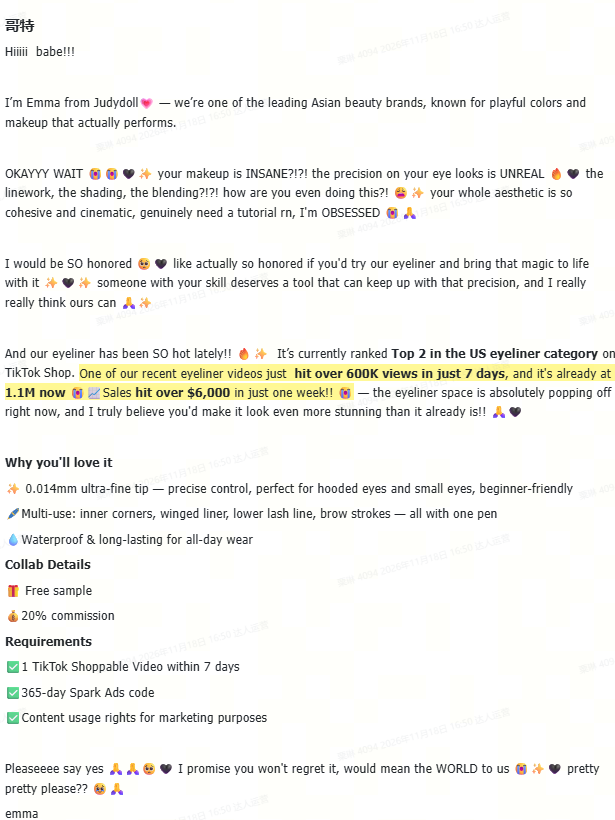 哥特
Hiiiii babe!!!
I’m Emma from Judydoll💗 — we’re one of the leading Asian beauty brands, known for playful colors and
makeup that actually performs.
OKAYYY WAIT 😭😭🖤✨ your makeup is INSANE?!?! the precision on your eye looks is UNREAL 🔥🖤 the
linework, the shading, the blending?!?! how are you even doing this?! 😩✨ your whole aesthetic is so
cohesive and cinematic, genuinely need a tutorial rn, I'm OBSESSED 😭🙏
I would be SO honored 🥹🖤 like actually so honored if you'd try our eyeliner and bring that magic to life
with it ✨🖤✨ someone with your skill deserves a tool that can keep up with that precision, and I really
really think ours can 🙏✨
And our eyeliner has been SO hot lately!! 🔥✨ It’s currently ranked Top 2 in the US eyeliner category on
TikTok Shop. One of our recent eyeliner videos just hit over 600K views in just 7 days, and it's already at
1.1M now 😭📈Sales hit over $6,000 in just one week!! 😭 — the eyeliner space is absolutely popping off
right now, and I truly believe you'd make it look even more stunning than it already is!! 🙏🖤
Why you'll love it
✨ 0.014mm ultra-fine tip — precise control, perfect for hooded eyes and small eyes, beginner-friendly
🪶Multi-use: inner corners, winged liner, lower lash line, brow strokes — all with one pen
💧Waterproof & long-lasting for all-day wear
Collab Details
🎁 Free sample
💰20% commission
Requirements
✅1 TikTok Shoppable Video within 7 days
✅365-day Spark Ads code
✅Content usage rights for marketing purposes
Pleaseeee say yes 🙏🙏🥹🖤 I promise you won't regret it, would mean the WORLD to us 😭✨🖤 pretty
pretty please?? 🥹🙏
emma